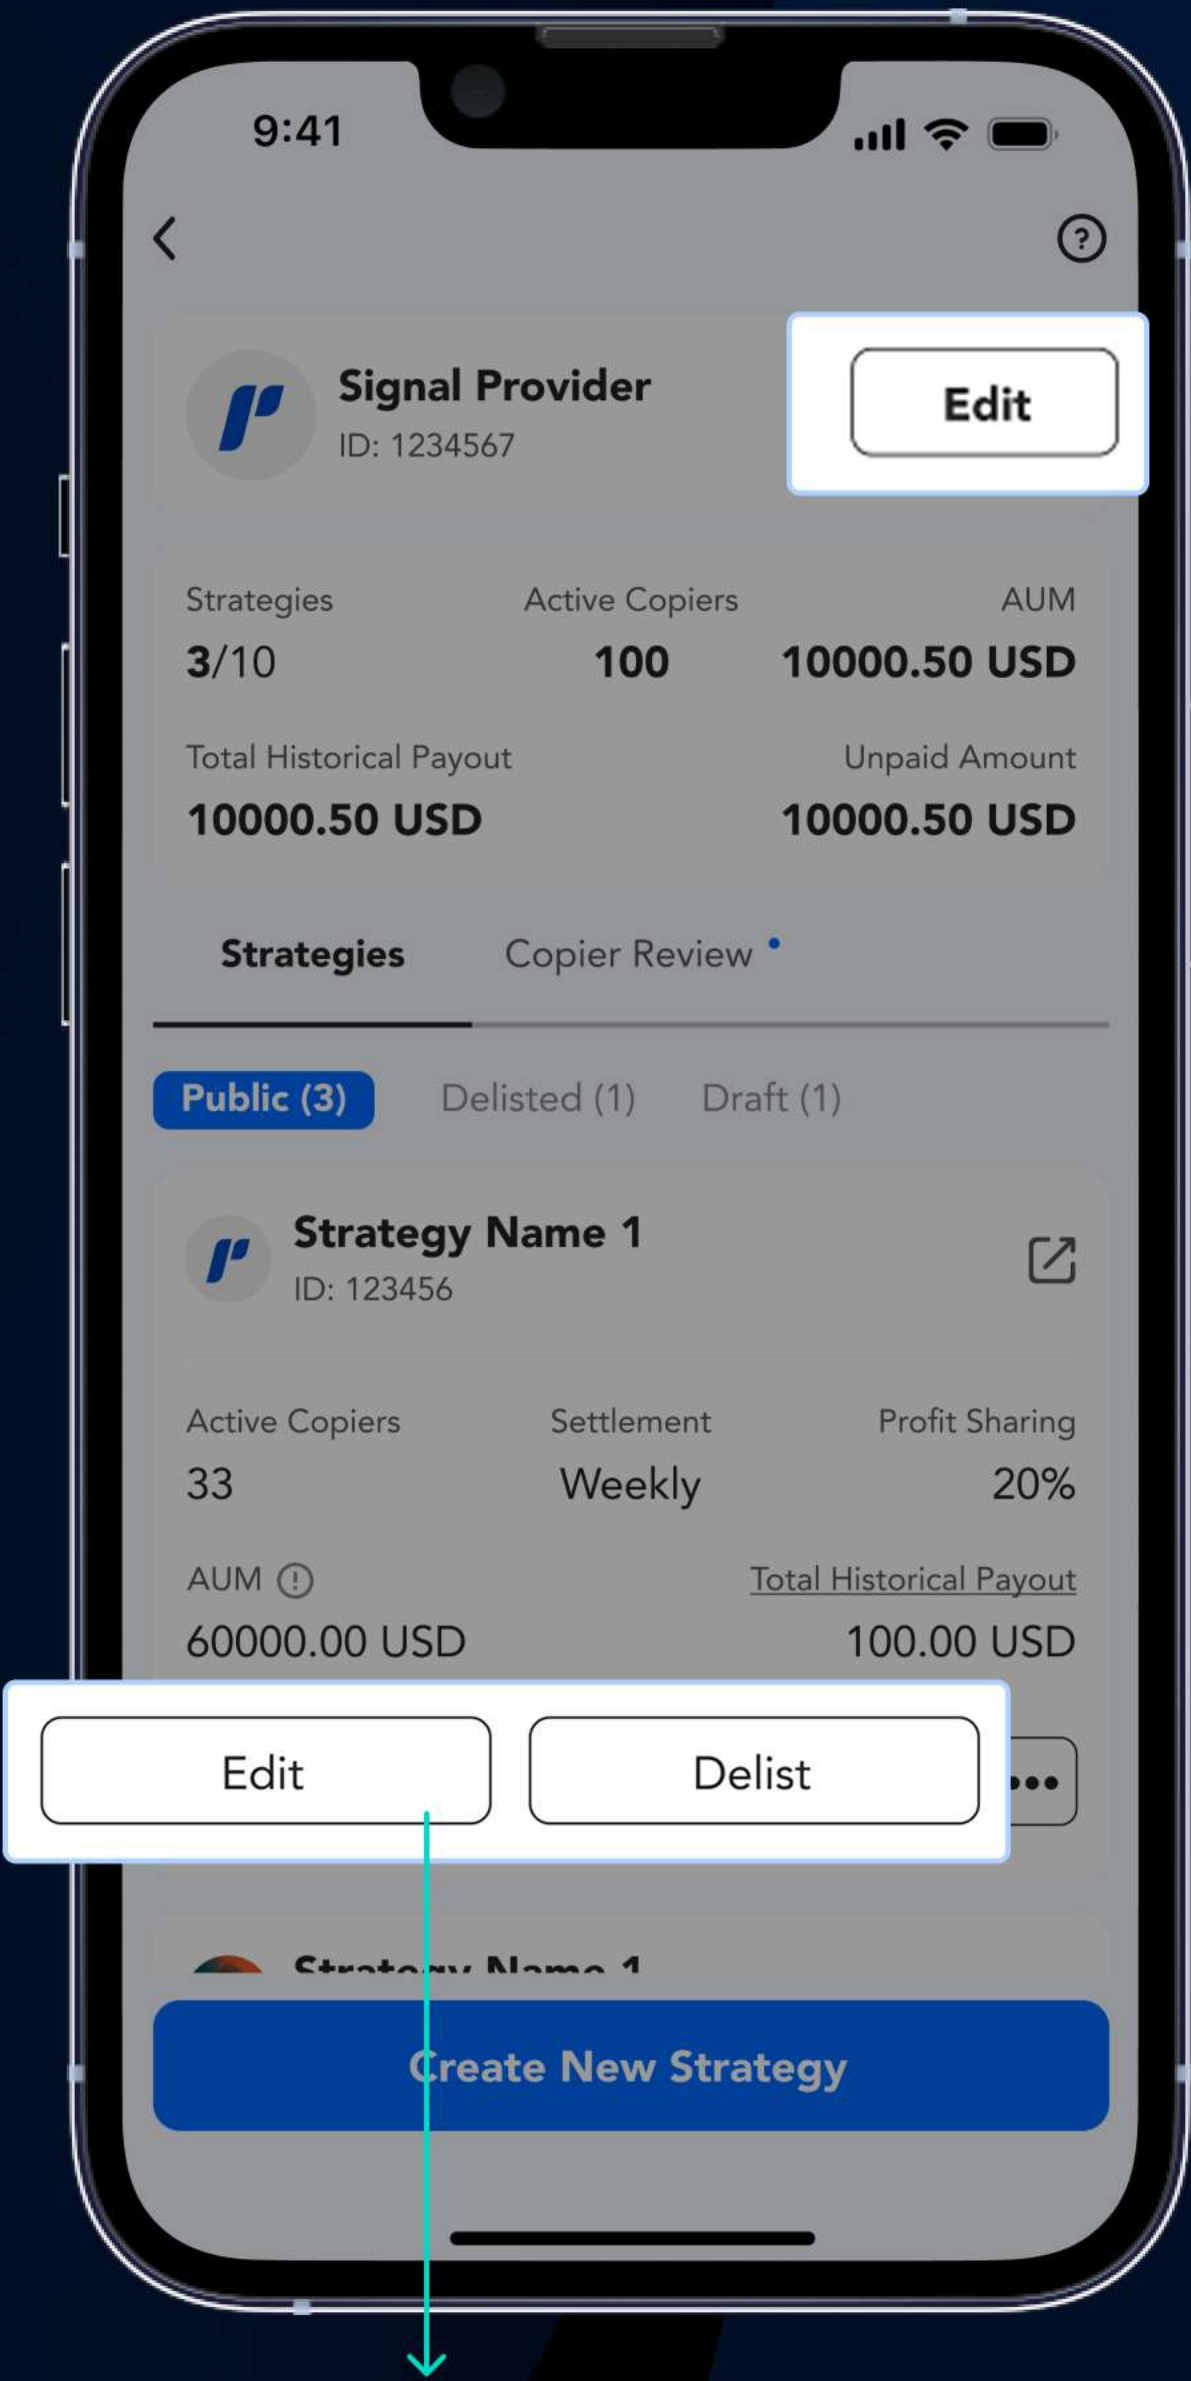 9:41
Signal Provider
ID: 1234567
Edit
Strategies Active Copiers AUM
3/10 100 10000.50 USD
Total Historical Payout Unpaid Amount
10000.50 USD 10000.50 USD
Strategies Copier Review
Public (3) Delisted (1) Draft (1)
Strategy Name 1
ID: 123456
Active Copiers Settlement Profit Sharing
33 Weekly 20%
AUM Total Historical Payout
60000.00 USD 100.00 USD
Edit Delist
Strategy Name 1
Create New Strategy